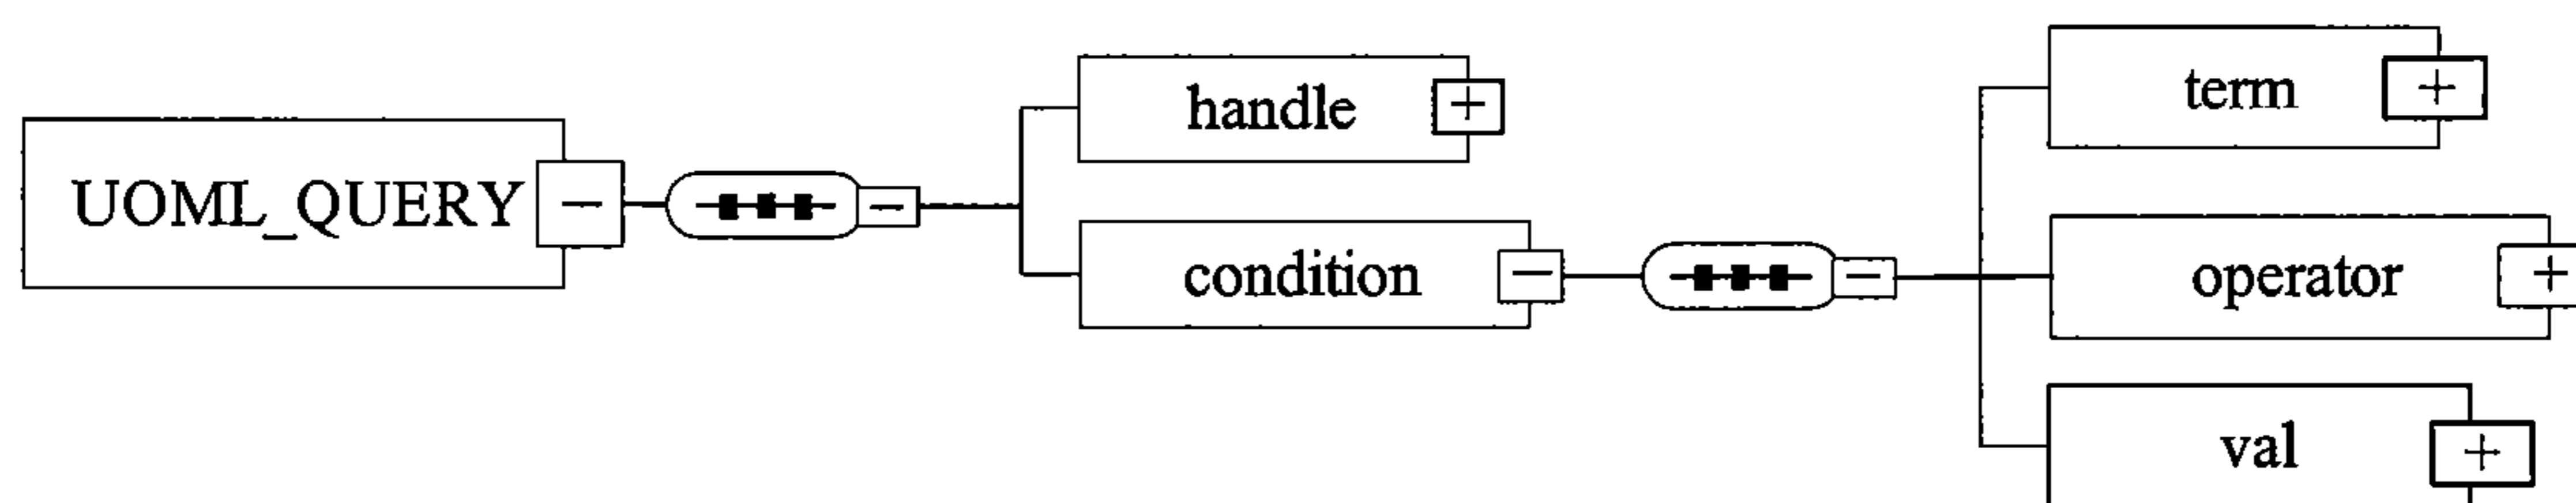 UOML_QUERY
handle
condition
term
operator
val